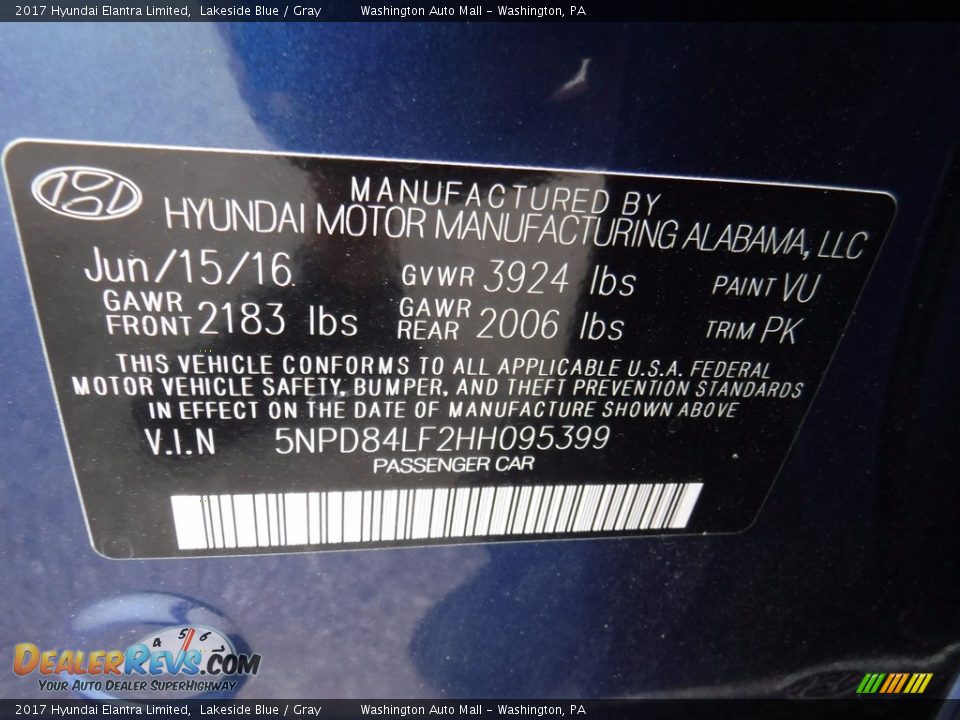 2017 Hyundai Elantra Limited, Lakeside Blue / Gray Washington Auto Mall - Washington, PA
MANUFACTURED BY
HYUNDAI MOTOR MANUFACTURING ALABAMA, LLC
Jun/15/16 GVWR 3924 lbs PAINT VU
GAWR FRONT 2183 lbs GAWR REAR 2006 lbs TRIM PK
THIS VEHICLE CONFORMS TO ALL APPLICABLE U.S.A. FEDERAL
MOTOR VEHICLE SAFETY, BUMPER, AND THEFT PREVENTION STANDARDS
IN EFFECT ON THE DATE OF MANUFACTURE SHOWN ABOVE
V.I.N 5NPD84LF2HH095399
PASSENGER CAR
4 5 6
DEALERREVS.COM
YOUR AUTO DEALER SUPERHIGHWAY
2017 Hyundai Elantra Limited, Lakeside Blue / Gray Washington Auto Mall - Washington, PA